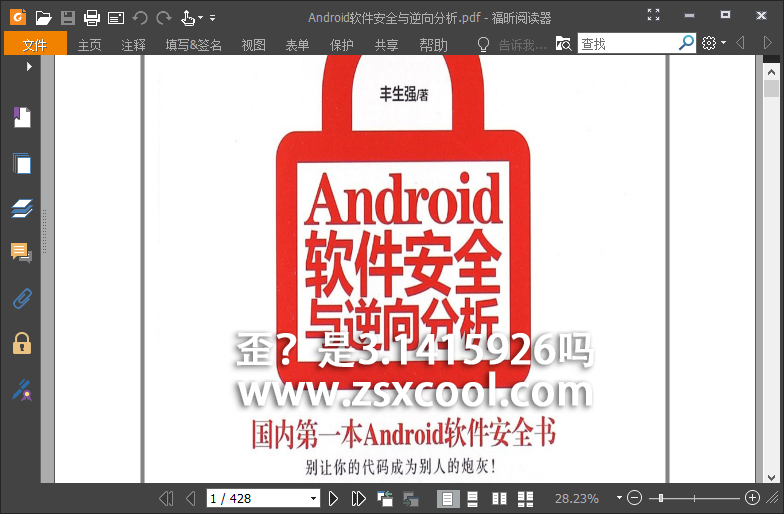 Android软件安全与逆向分析.pdf - 福昕阅读器
文件 主页 注释 填写&签名 视图 表单 保护 共享 帮助 告诉我... 查找
丰生强/著
Android
软件安全
与逆向分析
歪？是3.1415926吗
www.zsxcool.com
国内第一本Android软件安全书
别让你的代码成为别人的炮灰！
1 / 428 28.23%